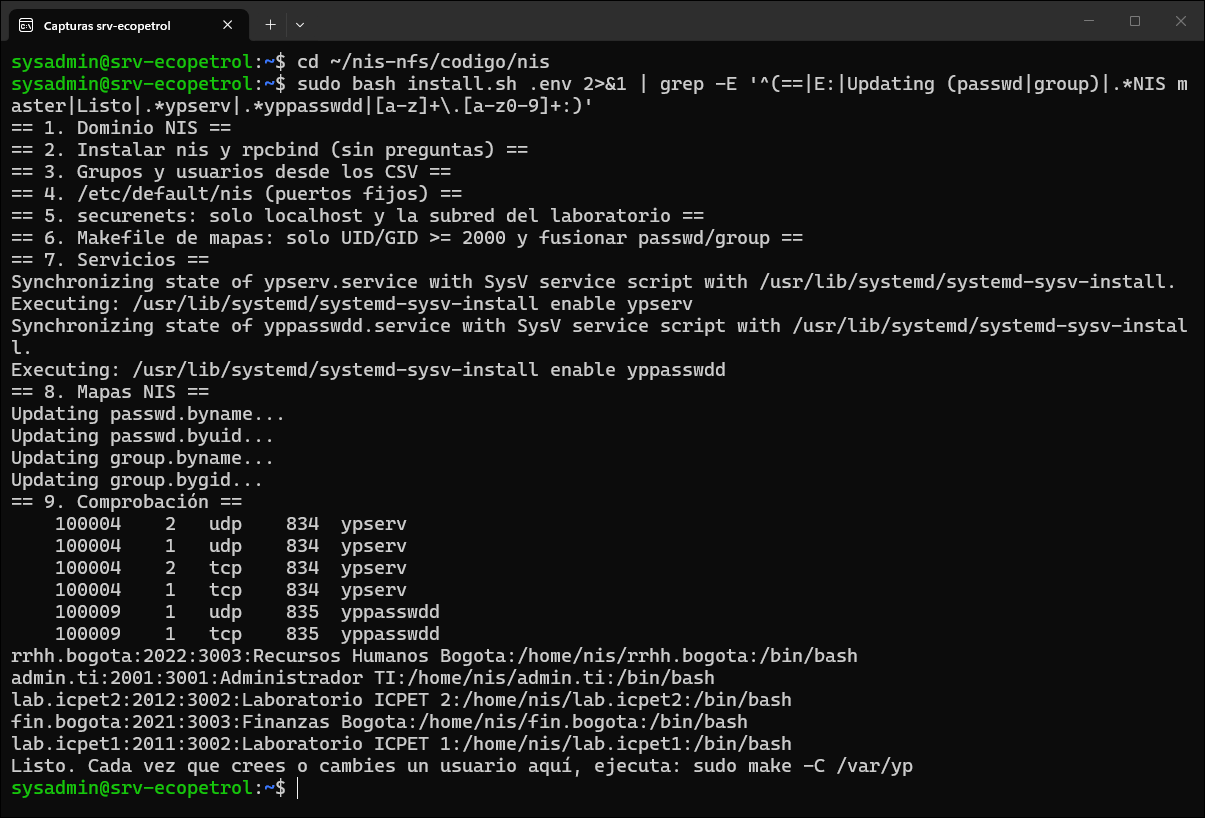 Capturas srv-ecopetrol
sysadmin@srv-ecopetrol:~$ cd ~/nis-nfs/codigo/nis
sysadmin@srv-ecopetrol:~$ sudo bash install.sh .env 2>&1 | grep -E '^(==|E:|Updating (passwd|group)|.*NIS m
aster|Listo|.*ypserv|.*yppasswdd|[a-z]+\.[a-z0-9]+:)'
== 1. Dominio NIS ==
== 2. Instalar nis y rpcbind (sin preguntas) ==
== 3. Grupos y usuarios desde los CSV ==
== 4. /etc/default/nis (puertos fijos) ==
== 5. securenets: solo localhost y la subred del laboratorio ==
== 6. Makefile de mapas: solo UID/GID >= 2000 y fusionar passwd/group ==
== 7. Servicios ==
Synchronizing state of ypserv.service with SysV service script with /usr/lib/systemd/systemd-sysv-install.
Executing: /usr/lib/systemd/systemd-sysv-install enable ypserv
Synchronizing state of yppasswdd.service with SysV service script with /usr/lib/systemd/systemd-sysv-instal
l.
Executing: /usr/lib/systemd/systemd-sysv-install enable yppasswdd
== 8. Mapas NIS ==
Updating passwd.byname...
Updating passwd.byuid...
Updating group.byname...
Updating group.bygid...
== 9. Comprobación ==
    100004    2   udp    834  ypserv
    100004    1   udp    834  ypserv
    100004    2   tcp    834  ypserv
    100004    1   tcp    834  ypserv
    100009    1   udp    835  yppasswdd
    100009    1   tcp    835  yppasswdd
rrhh.bogota:2022:3003:Recursos Humanos Bogota:/home/nis/rrhh.bogota:/bin/bash
admin.ti:2001:3001:Administrador TI:/home/nis/admin.ti:/bin/bash
lab.icpet2:2012:3002:Laboratorio ICPET 2:/home/nis/lab.icpet2:/bin/bash
fin.bogota:2021:3003:Finanzas Bogota:/home/nis/fin.bogota:/bin/bash
lab.icpet1:2011:3002:Laboratorio ICPET 1:/home/nis/lab.icpet1:/bin/bash
Listo. Cada vez que crees o cambies un usuario aquí, ejecuta: sudo make -C /var/yp
sysadmin@srv-ecopetrol:~$